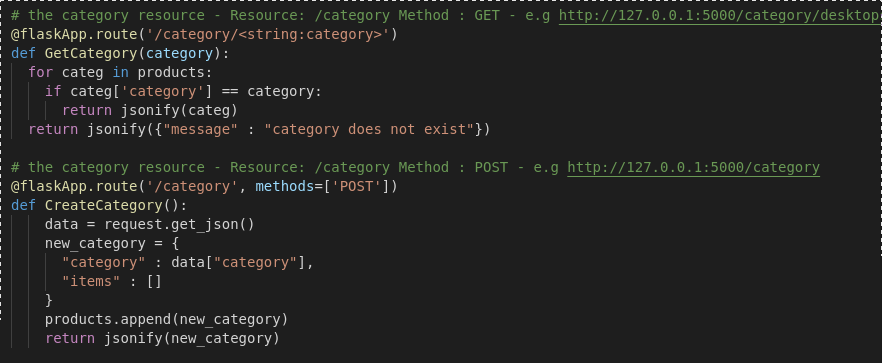 # the category resource - Resource: /category Method : GET - e.g http://127.0.0.1:5000/category/desktop
@flaskApp.route('/category/<string:category>')
def GetCategory(category):
  for categ in products:
    if categ['category'] == category:
      return jsonify(categ)
  return jsonify({"message" : "category does not exist"})

# the category resource - Resource: /category Method : POST - e.g http://127.0.0.1:5000/category
@flaskApp.route('/category', methods=['POST'])
def CreateCategory():
    data = request.get_json()
    new_category = {
      "category" : data["category"],
      "items" : []
    }
    products.append(new_category)
    return jsonify(new_category)